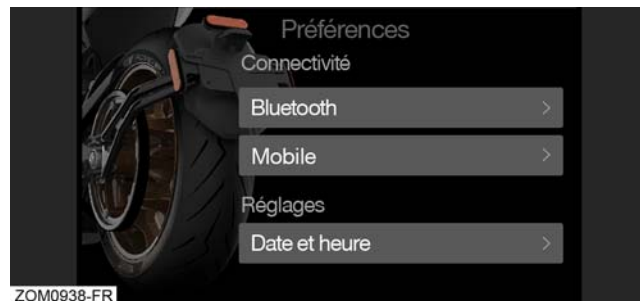 Préférences
Connectivité
Bluetooth
Mobile
Réglages
Date et heure
ZOM0938-FR